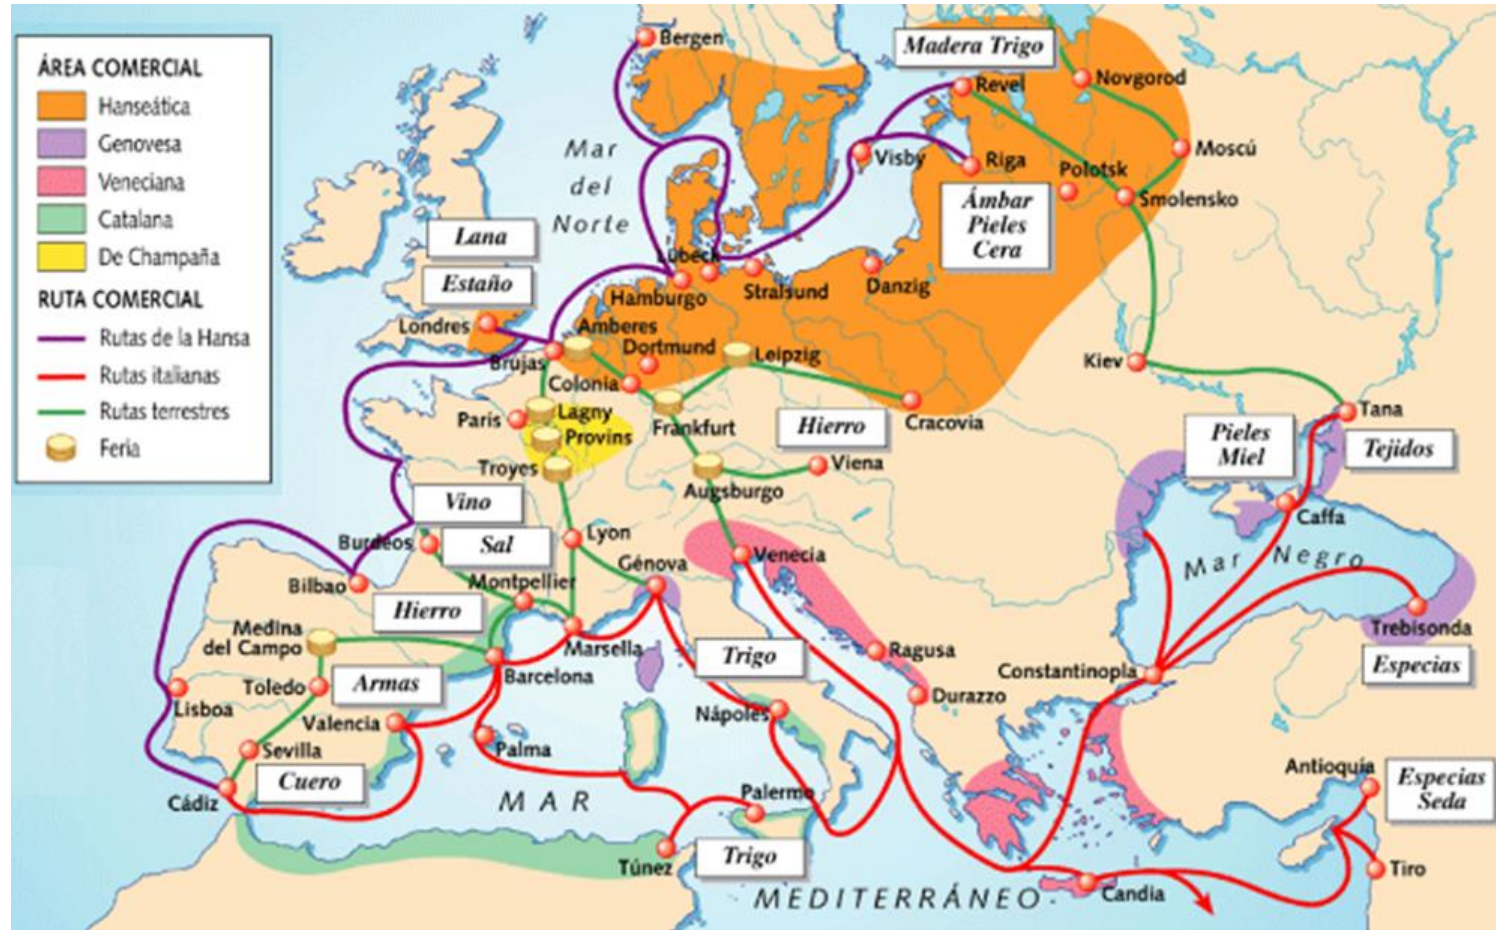 ÁREA COMERCIAL
Hanseática
Genovesa
Veneciana
Catalana
De Champaña
RUTA COMERCIAL
Rutas de la Hansa
Rutas italianas
Rutas terrestres
Feria
Bergen
Madera Trigo
Revel
Novgorod
Mar
del
Norte
Visby
Riga
Moscú
Polotsk
Smolensko
Ámbar
Pieles
Cera
Lana
Estaño
Lübeck
Hamburgo
Stralsund
Danzig
Londres
Amberes
Dortmund
Leipzig
Brujas
Colonia
Kiev
París
Lagny
Provins
Frankfurt
Hierro
Cracovia
Tana
Pieles
Miel
Tejidos
Troyes
Viena
Augsburgo
Vino
Caffa
Burdeos
Sal
Lyon
Génova
Venecia
Mar Negro
Bilbao
Montpellier
Hierro
Medina
del Campo
Marsella
Trigo
Ragusa
Trebisonda
Constantinopla
Especias
Toledo
Armas
Barcelona
Lisboa
Valencia
Nápoles
Durazzo
Sevilla
Palma
Cuero
Cádiz
MAR
Palermo
Antioquía
Especias
Seda
Túnez
Trigo
Tiro
MEDITERRÁNEO
Candia